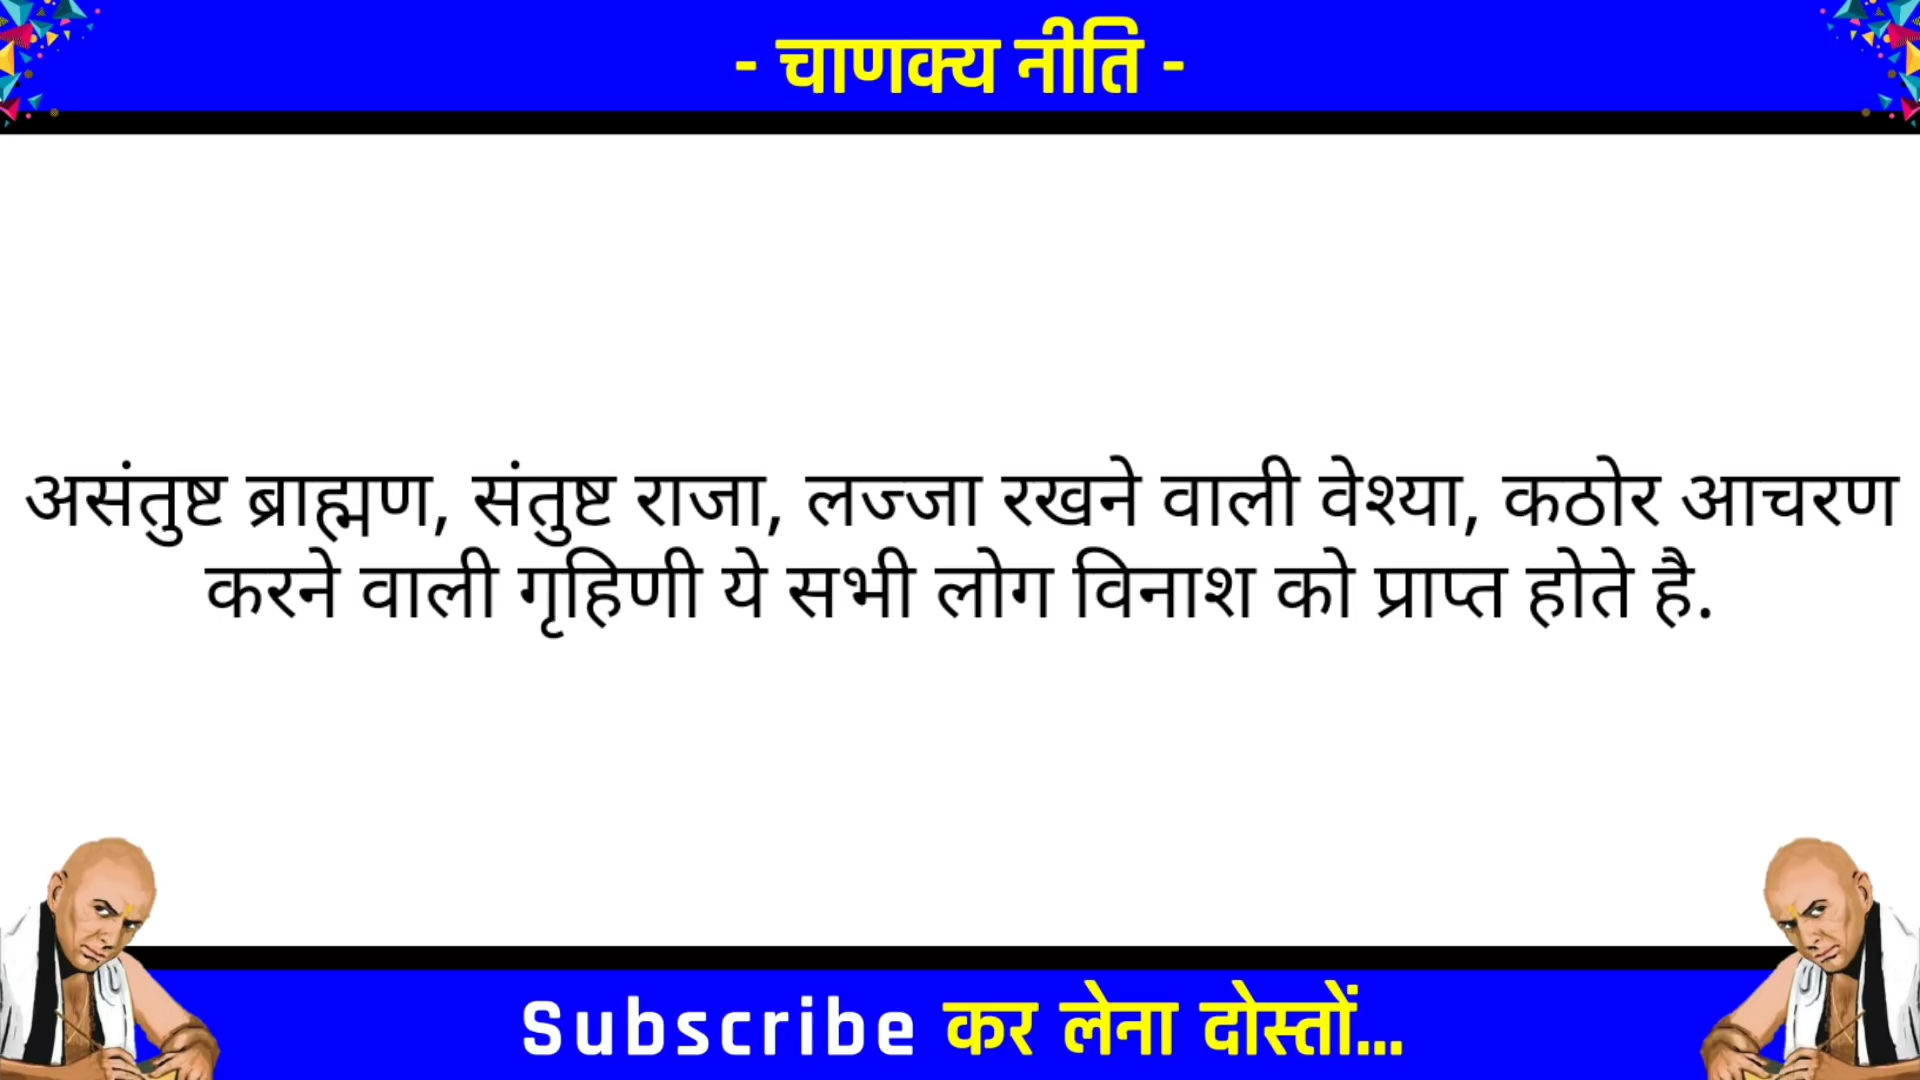 - चाणक्य नीति -
असंतुष्ट ब्राह्मण, संतुष्ट राजा, लज्जा रखने वाली वेश्या, कठोर आचरण
करने वाली गृहिणी ये सभी लोग विनाश को प्राप्त होते है.
Subscribe कर लेना दोस्तों...